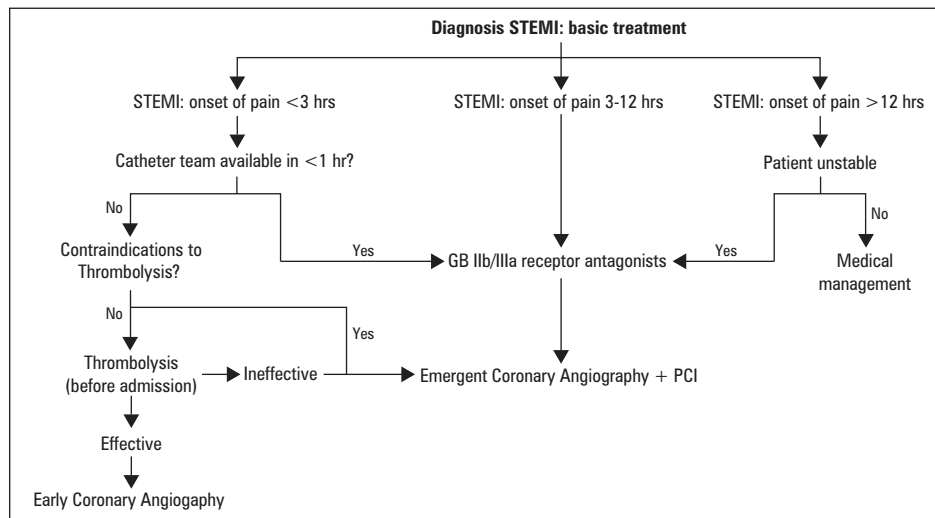 Diagnosis STEMI: basic treatment
STEMI: onset of pain <3 hrs
STEMI: onset of pain 3-12 hrs
STEMI: onset of pain >12 hrs
Catheter team available in <1 hr?
Patient unstable
No
No
Contraindications to
Thrombolysis?
Yes
GB IIb/IIIa receptor antagonists
Yes
Medical
management
No
Yes
Thrombolysis
(before admission)
Ineffective
Emergent Coronary Angiography + PCI
Effective
Early Coronary Angiogaphy